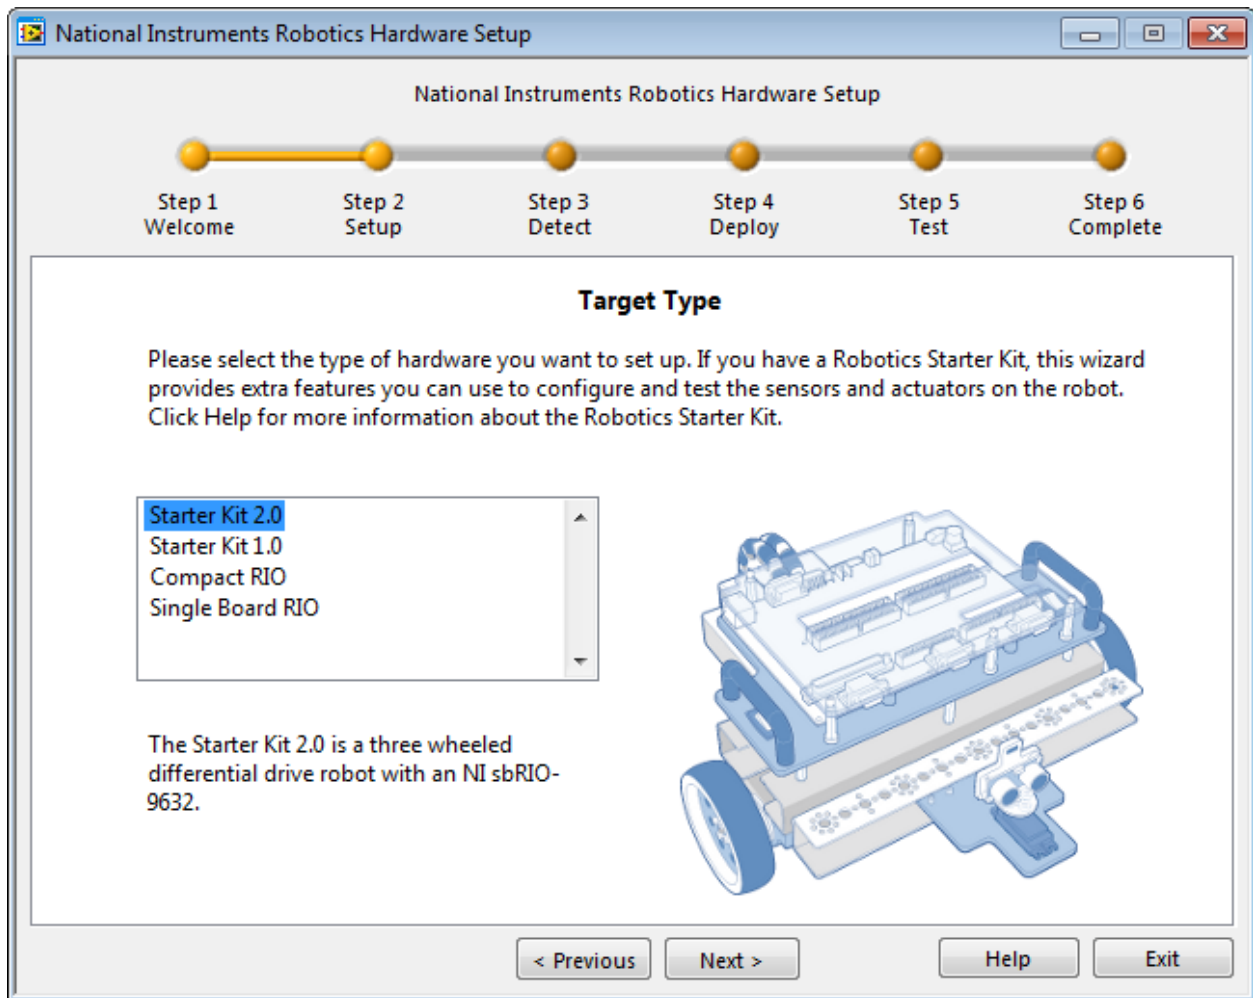 National Instruments Robotics Hardware Setup
National Instruments Robotics Hardware Setup
Step 1 Step 2 Step 3 Step 4 Step 5 Step 6
Welcome Setup Detect Deploy Test Complete
Target Type
Please select the type of hardware you want to set up. If you have a Robotics Starter Kit, this wizard
provides extra features you can use to configure and test the sensors and actuators on the robot.
Click Help for more information about the Robotics Starter Kit.
Starter Kit 2.0
Starter Kit 1.0
Compact RIO
Single Board RIO
The Starter Kit 2.0 is a three wheeled
differential drive robot with an NI sbRIO-
9632.
< Previous Next > Help Exit